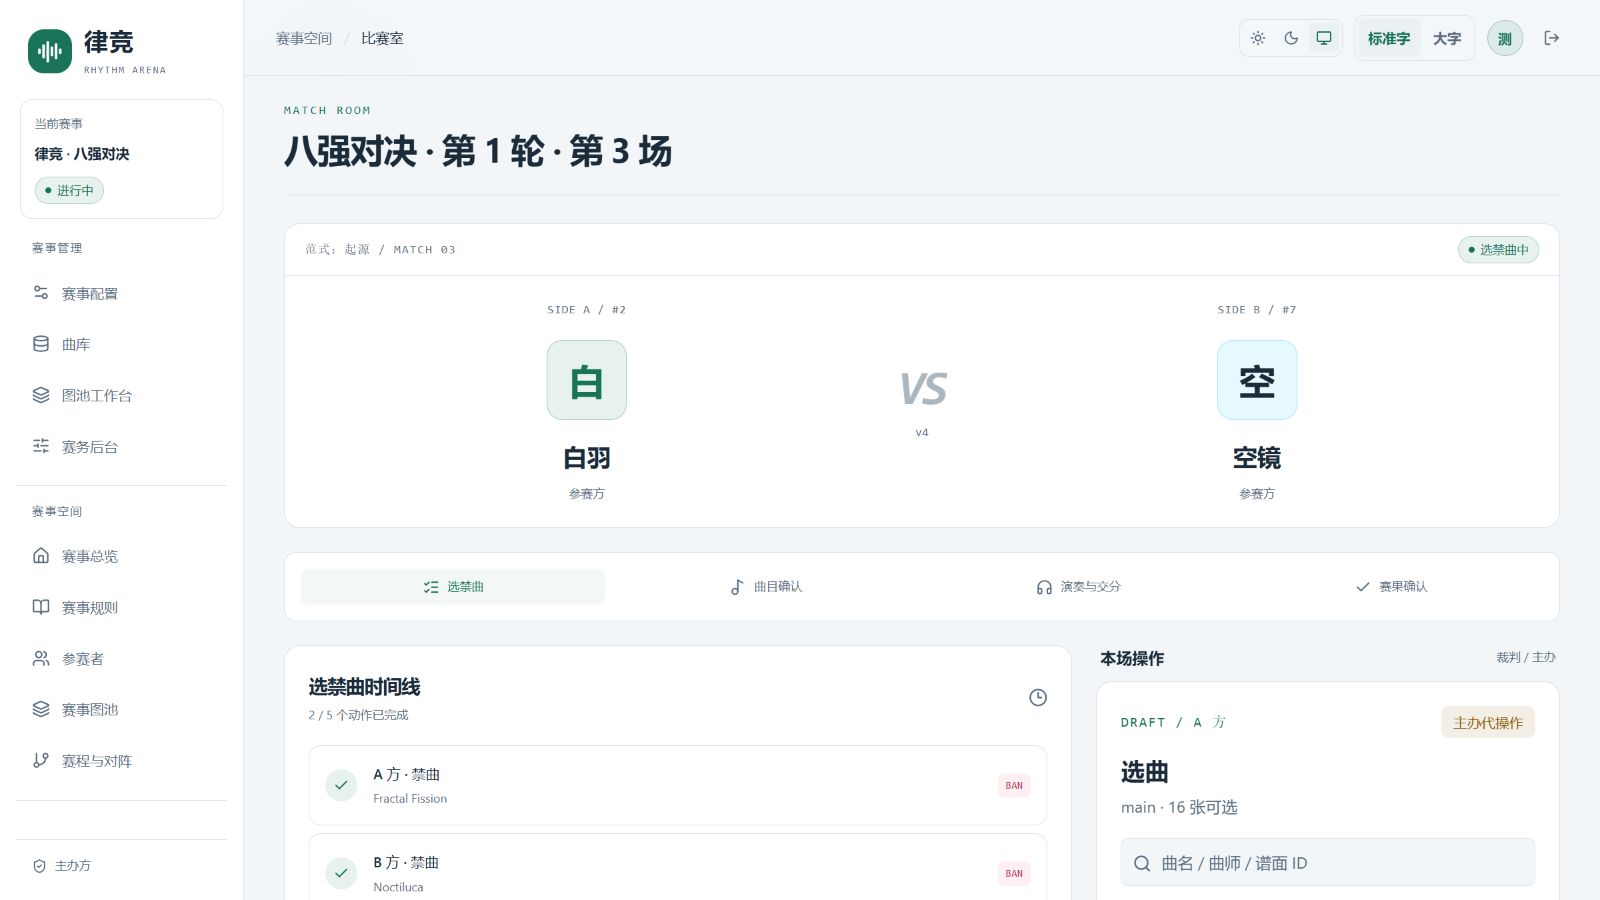 律竞
RHYTHM ARENA
当前赛事
律竞 · 八强对决
进行中
赛事管理
赛事配置
曲库
图池工作台
赛务后台
赛事空间
赛事总览
赛事规则
参赛者
赛事图池
赛程与对阵
主办方
赛事空间 / 比赛室
标准字 大字 测
MATCH ROOM
八强对决 · 第 1 轮 · 第 3 场
范式：起源 / MATCH 03
选禁曲中
SIDE A / #2
白
白羽
参赛方
VS
v4
SIDE B / #7
空
空镜
参赛方
选禁曲
曲目确认
演奏与交分
赛果确认
选禁曲时间线
2 / 5 个动作已完成
A 方 · 禁曲
Fractal Fission
BAN
B 方 · 禁曲
Noctiluca
BAN
本场操作
裁判 / 主办
DRAFT / A 方
主办代操作
选曲
main · 16 张可选
曲名 / 曲师 / 谱面 ID